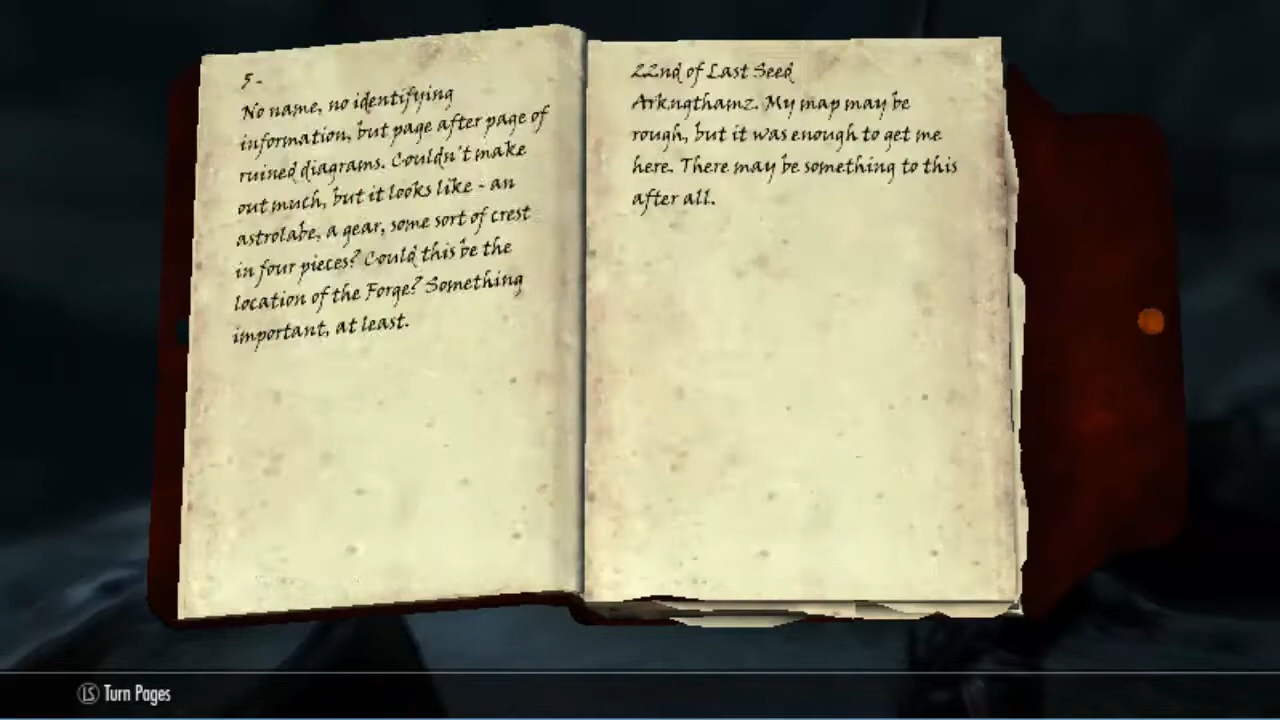 5 -
No name, no identifying
information, but page after page of
ruined diagrams. Couldn't make
out much, but it looks like - an
astrolabe, a gear, some sort of crest
in four pieces? Could this be the
location of the Forge? Something
important, at least.
22nd of Last Seed
Arkngthamz. My map may be
rough, but it was enough to get me
here. There may be something to this
after all.
LS Turn Pages